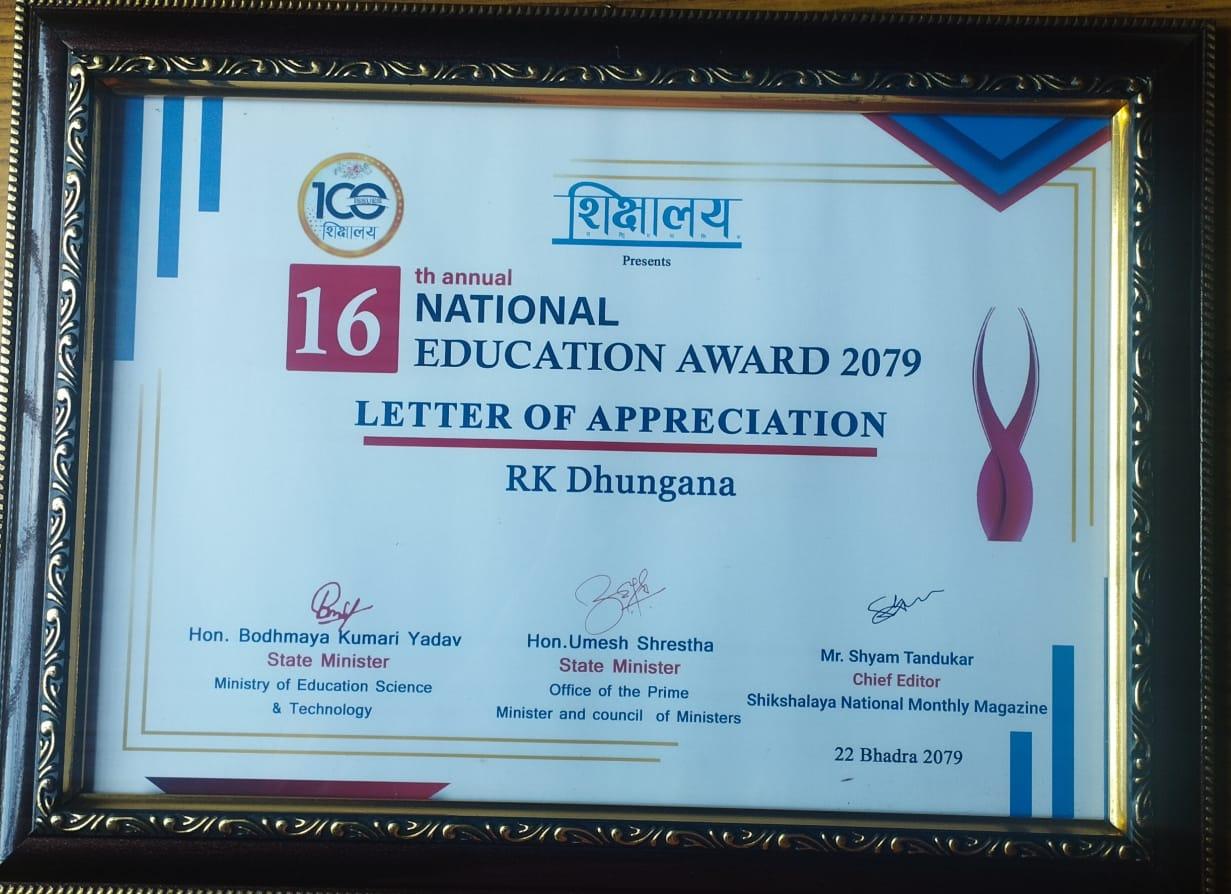 100
शिक्षालय
शिक्षालय
Presents
16 th annual
NATIONAL
EDUCATION AWARD 2079
LETTER OF APPRECIATION
RK Dhungana
Hon. Bodhmaya Kumari Yadav
State Minister
Ministry of Education Science
& Technology
Hon.Umesh Shrestha
State Minister
Office of the Prime
Minister and council of Ministers
Mr. Shyam Tandukar
Chief Editor
Shikshalaya National Monthly Magazine
22 Bhadra 2079